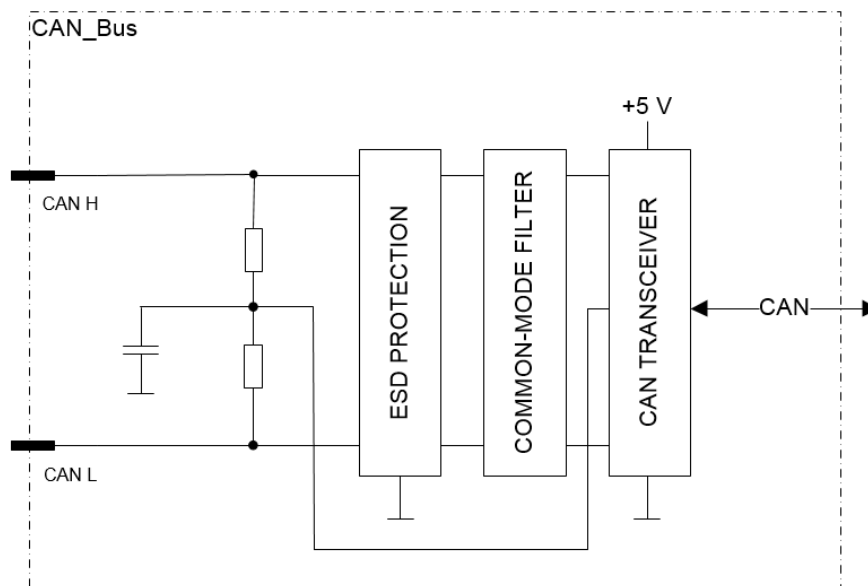 CAN_Bus
+5 V
CAN H
ESD PROTECTION
COMMON-MODE FILTER
CAN TRANSCEIVER
CAN
CAN L